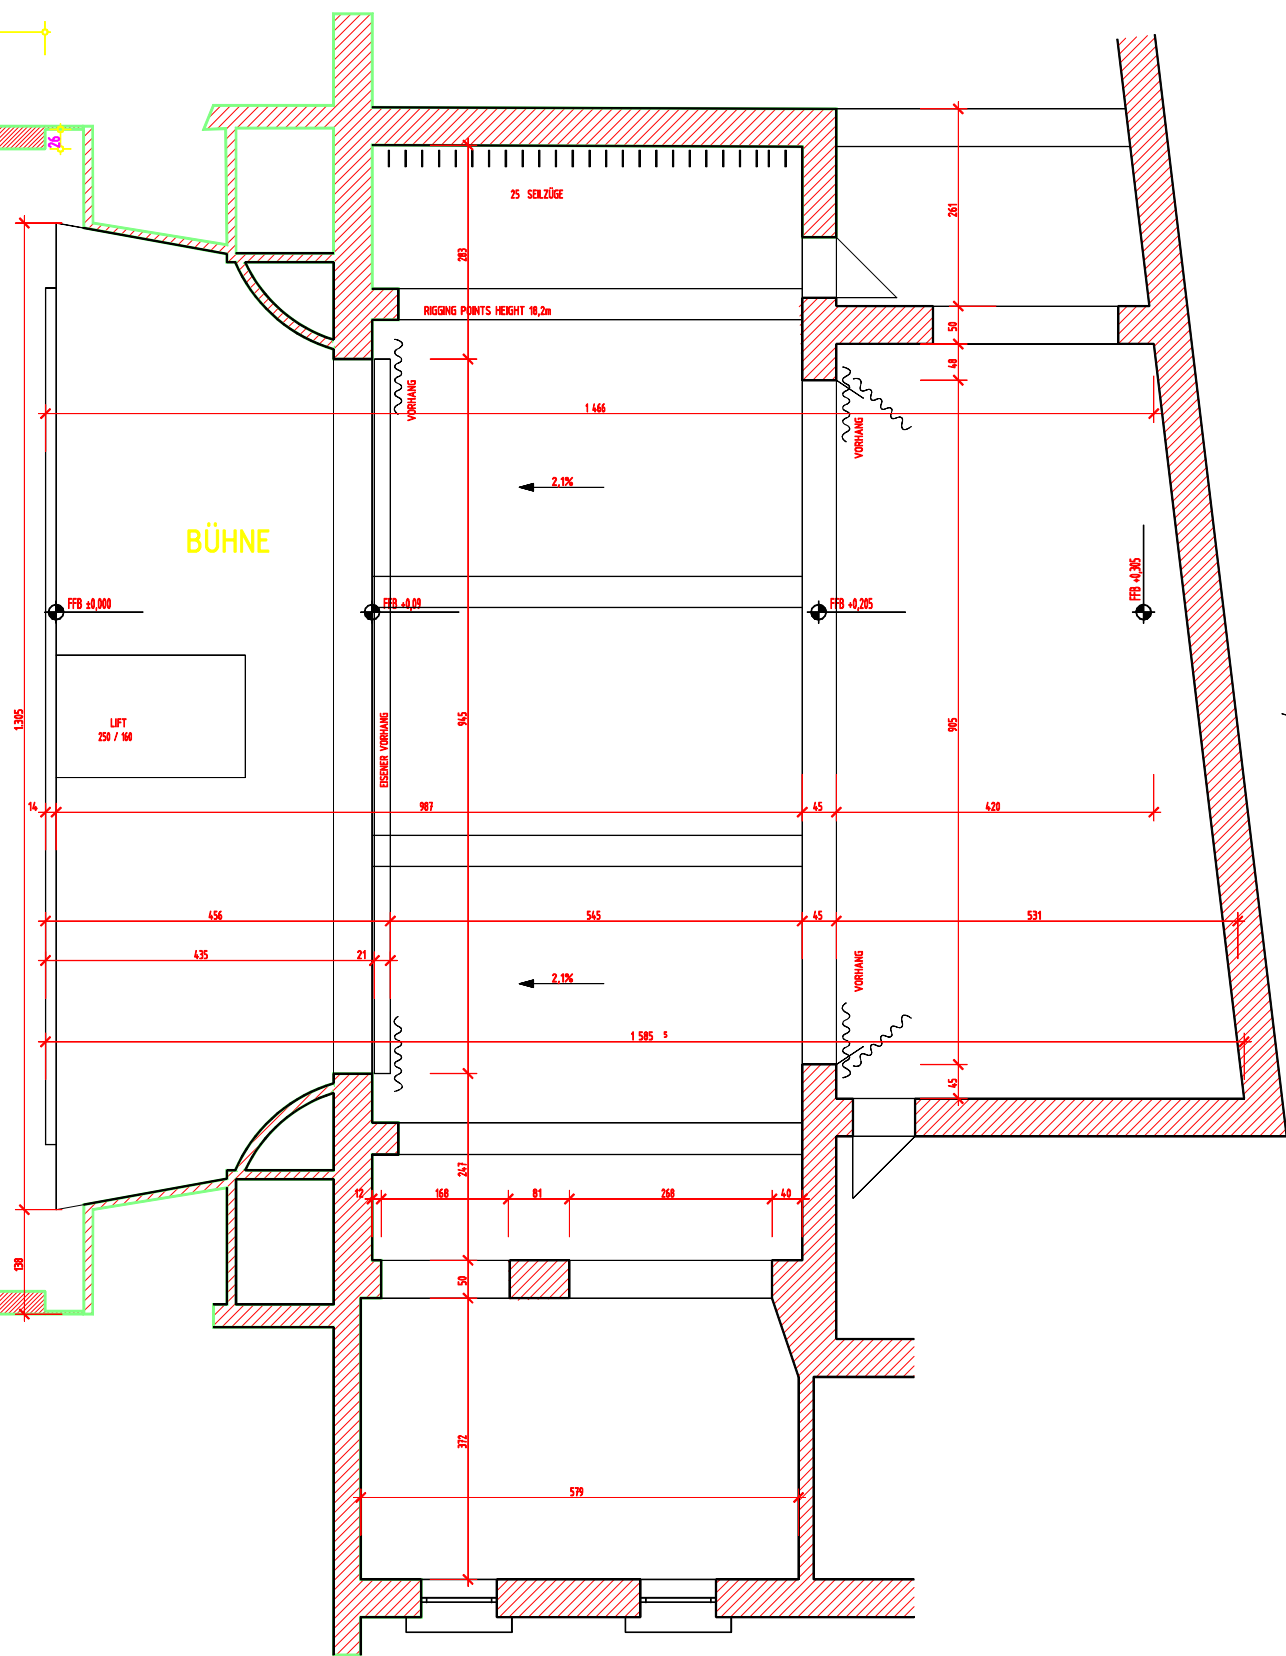 26
25 SEILZÜGE
261
283
RIGGING POINTS HEIGHT 18,2m
50
48
VORHANG
1 466
VORHANG
2,1%
BÜHNE
FFB ±0,000
FFB +0,09
FFB +0,205
FFB +0,305
1.305
LIFT
250 / 160
EISENER VORHANG
945
905
14
987
45
420
456
545
45
531
435
21
VORHANG
2.1%
1 585 5
45
247
12
168
81
268
40
138
50
372
579